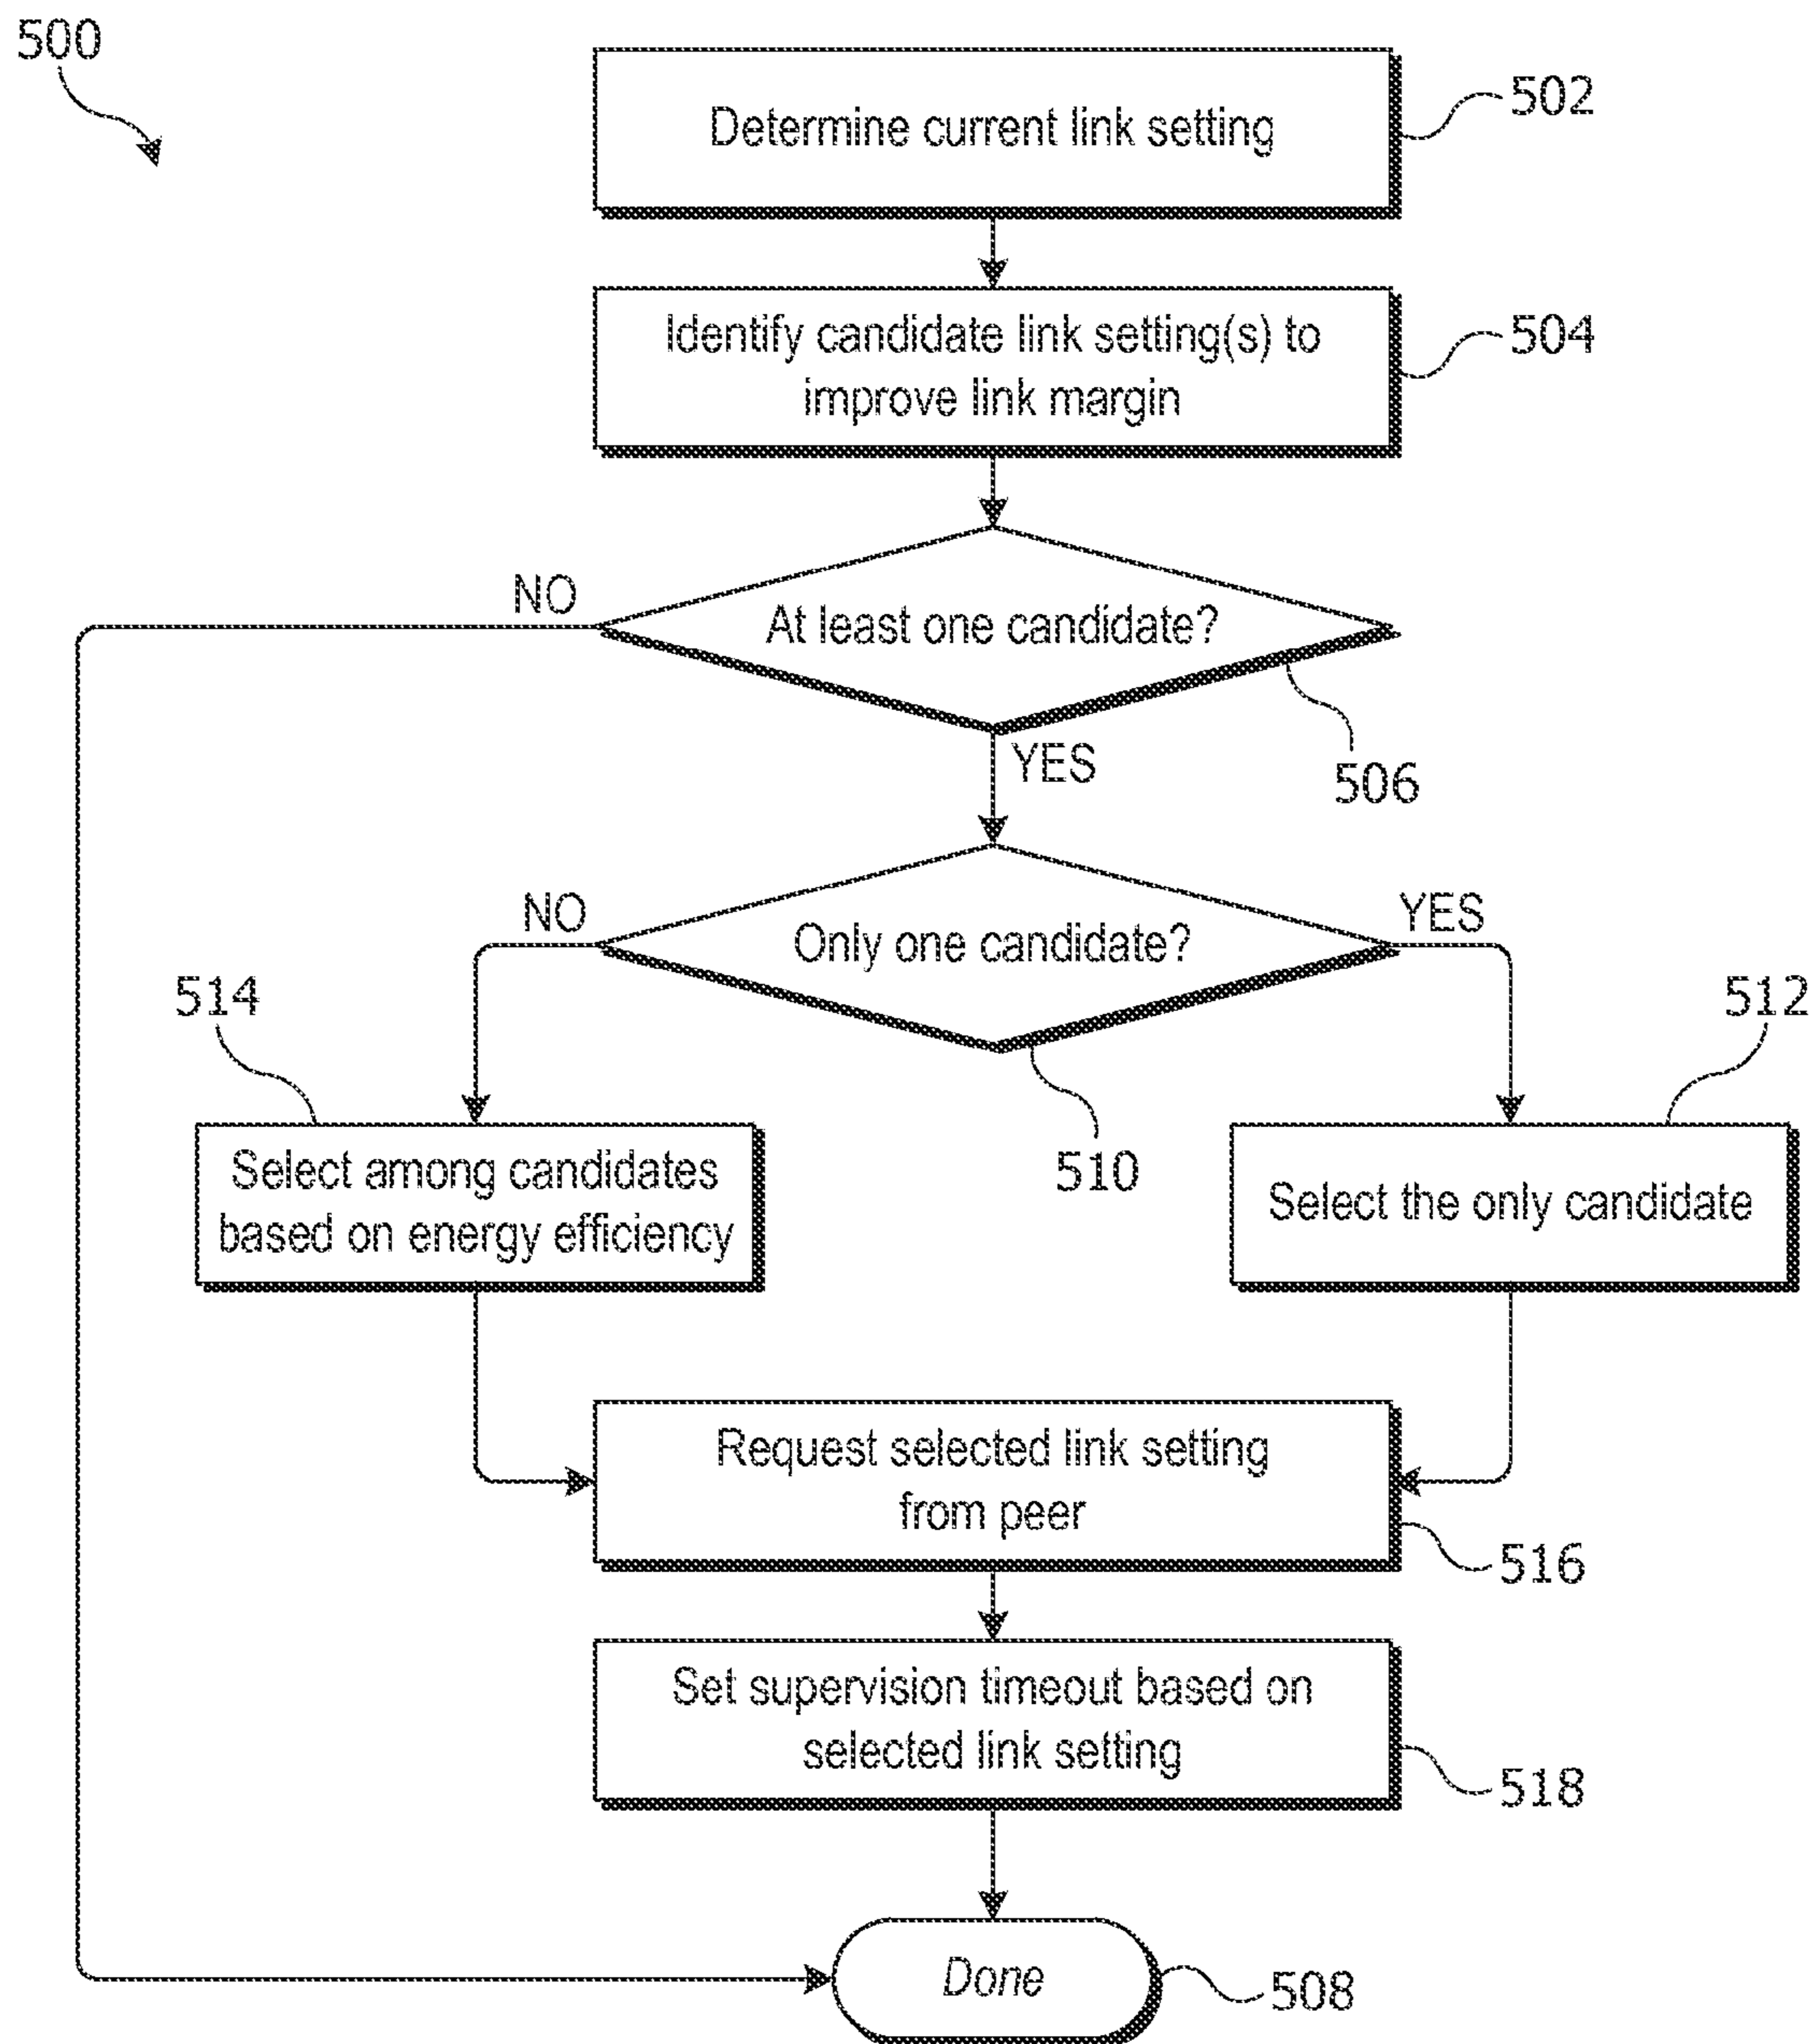 500
Determine current link setting
502
Identify candidate link setting(s) to
improve link margin
504
At least one candidate?
NO
YES
506
Only one candidate?
NO
YES
510
514
512
Select among candidates
based on energy efficiency
Select the only candidate
Request selected link setting
from peer
516
Set supervision timeout based on
selected link setting
518
Done
508